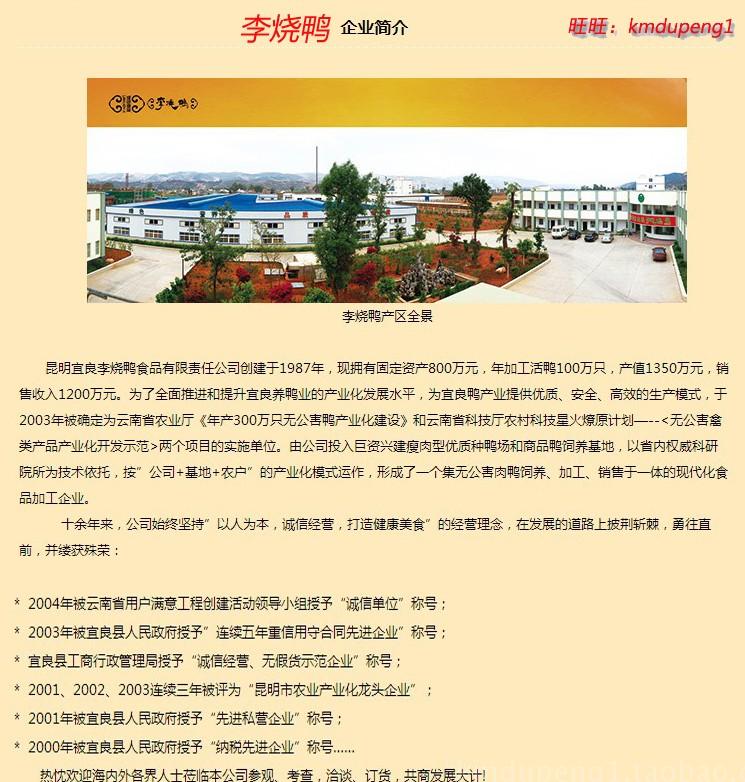 李烧鸭 企业简介
旺旺：kmdupeng1
李烧鸭
品质
李烧鸭产区全景
昆明宜良李烧鸭食品有限责任公司创建于1987年，现拥有固定资产800万元，年加工活鸭100万只，产值1350万元，销
售收入1200万元。为了全面推进和提升宜良养鸭业的产业化发展水平，为宜良鸭产业提供优质、安全、高效的生产模式，于
2003年被确定为云南省农业厅《年产300万只无公害鸭产业化建设》和云南省科技厅农村科技星火燎原计划—--<无公害禽
类产品产业化开发示范>两个项目的实施单位。由公司投入巨资兴建瘦肉型优质种鸭场和商品鸭饲养基地，以省内权威科研
院所为技术依托，按”公司+基地+农户”的产业化模式运作，形成了一个集无公害肉鸭饲养、加工、销售于一体的现代化食
品加工企业。
十余年来，公司始终坚持”以人为本，诚信经营，打造健康美食”的经营理念，在发展的道路上披荆斩棘，勇往直
前，并缕获殊荣：
* 2004年被云南省用户满意工程创建活动领导小组授予“诚信单位”称号；
* 2003年被宜良县人民政府授予”连续五年重信用守合同先进企业”称号；
* 宜良县工商行政管理局授予“诚信经营、无假货示范企业”称号；
* 2001、2002、2003连续三年被评为“昆明市农业产业化龙头企业”；
* 2001年被宜良县人民政府授予“先进私营企业”称号；
* 2000年被宜良县人民政府授予“纳税先进企业”称号......
热忱欢迎海内外各界人士莅临本公司参观、考查，洽谈、订货，共商发展大计!
mdupeng1.taobao